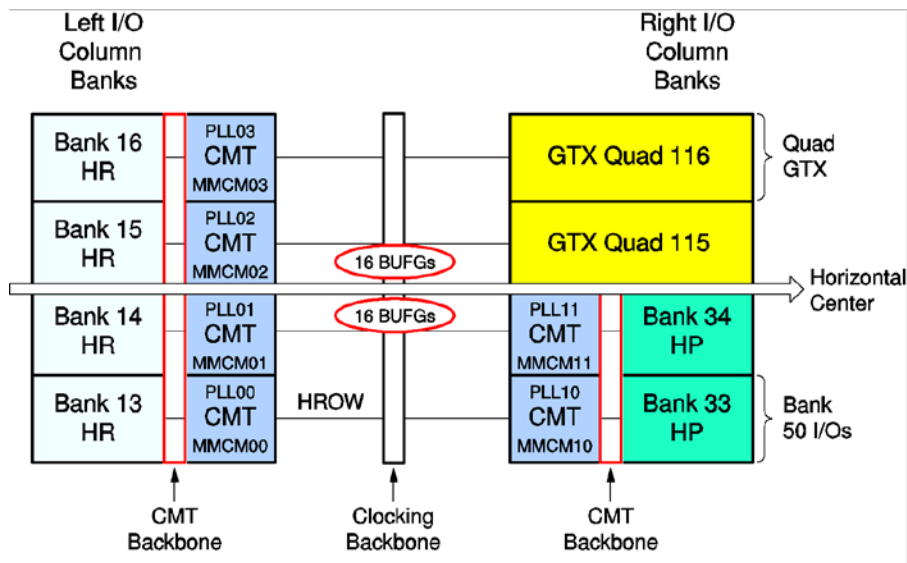 Left I/O
Column
Banks
Right I/O
Column
Banks
Bank 16
HR
PLL03
CMT
MMCM03
GTX Quad 116
Quad
GTX
Bank 15
HR
PLL02
CMT
MMCM02
GTX Quad 115
16 BUFGs
Horizontal
Center
Bank 14
HR
PLL01
CMT
MMCM01
16 BUFGs
PLL11
CMT
MMCM11
Bank 34
HP
Bank 13
HR
PLL00
CMT
MMCM00
HROW
PLL10
CMT
MMCM10
Bank 33
HP
Bank
50 I/Os
CMT
Backbone
Clocking
Backbone
CMT
Backbone